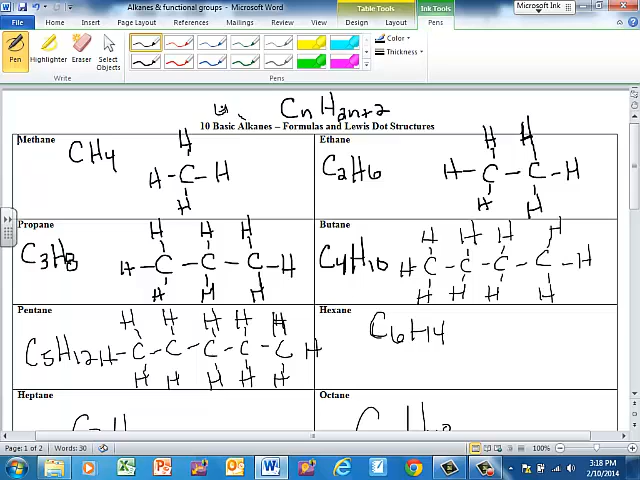 Alkanes & functional groups - Microsoft Word
Table Tools
Ink Tools
Microsoft Ink
File Home Insert Page Layout References Mailings Review View Design Layout Pens
Pen Highlighter Eraser Select Objects
Color
Thickness
Write Pens
CnH2n+2
10 Basic Alkanes – Formulas and Lewis Dot Structures
Methane
CH4
H
H - C - H
H
Ethane
C2H6
H H
H - C - C - H
H H
Propane
C3H8
H H H
H - C - C - C - H
H H H
Butane
C4H10
H H H H
H C - C - C - C - H
H H H H
Pentane
C5H12
H H H H H
H - C - C - C - C - C H
H H H H H
Hexane
C6H14
Heptane
Octane
Page: 1 of 2 Words: 30
100%
3:18 PM
2/10/2014